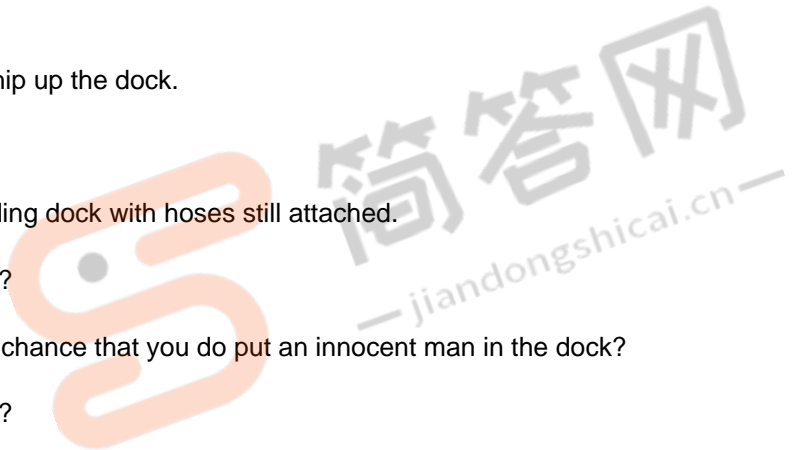 hip up the dock.
ding dock with hoses still attached.
?
chance that you do put an innocent man in the dock?
?
简答网
jiandongshicai.cn